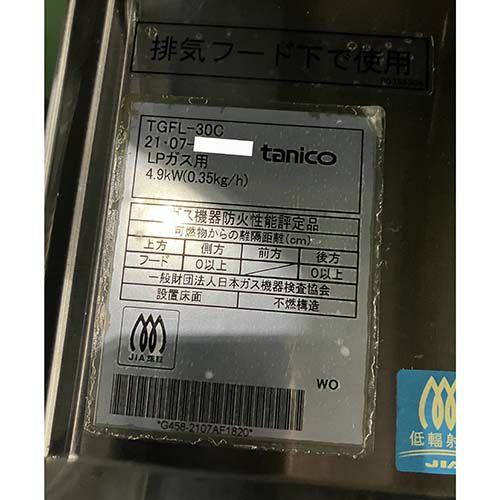 排気フード下で使用
TGFL-30C
21・07-
tanico
LPガス用
4.9kW(0.35kg/h)
ガス機器防火性能評定品
可燃物からの離隔距離(cm)
上方 側方 前方 後方
フード 0以上 0以上
一般財団法人日本ガス機器検査協会
設置床面 不燃構造
JIA
WO
*G458-2107AF1820*
低輻射
JIA